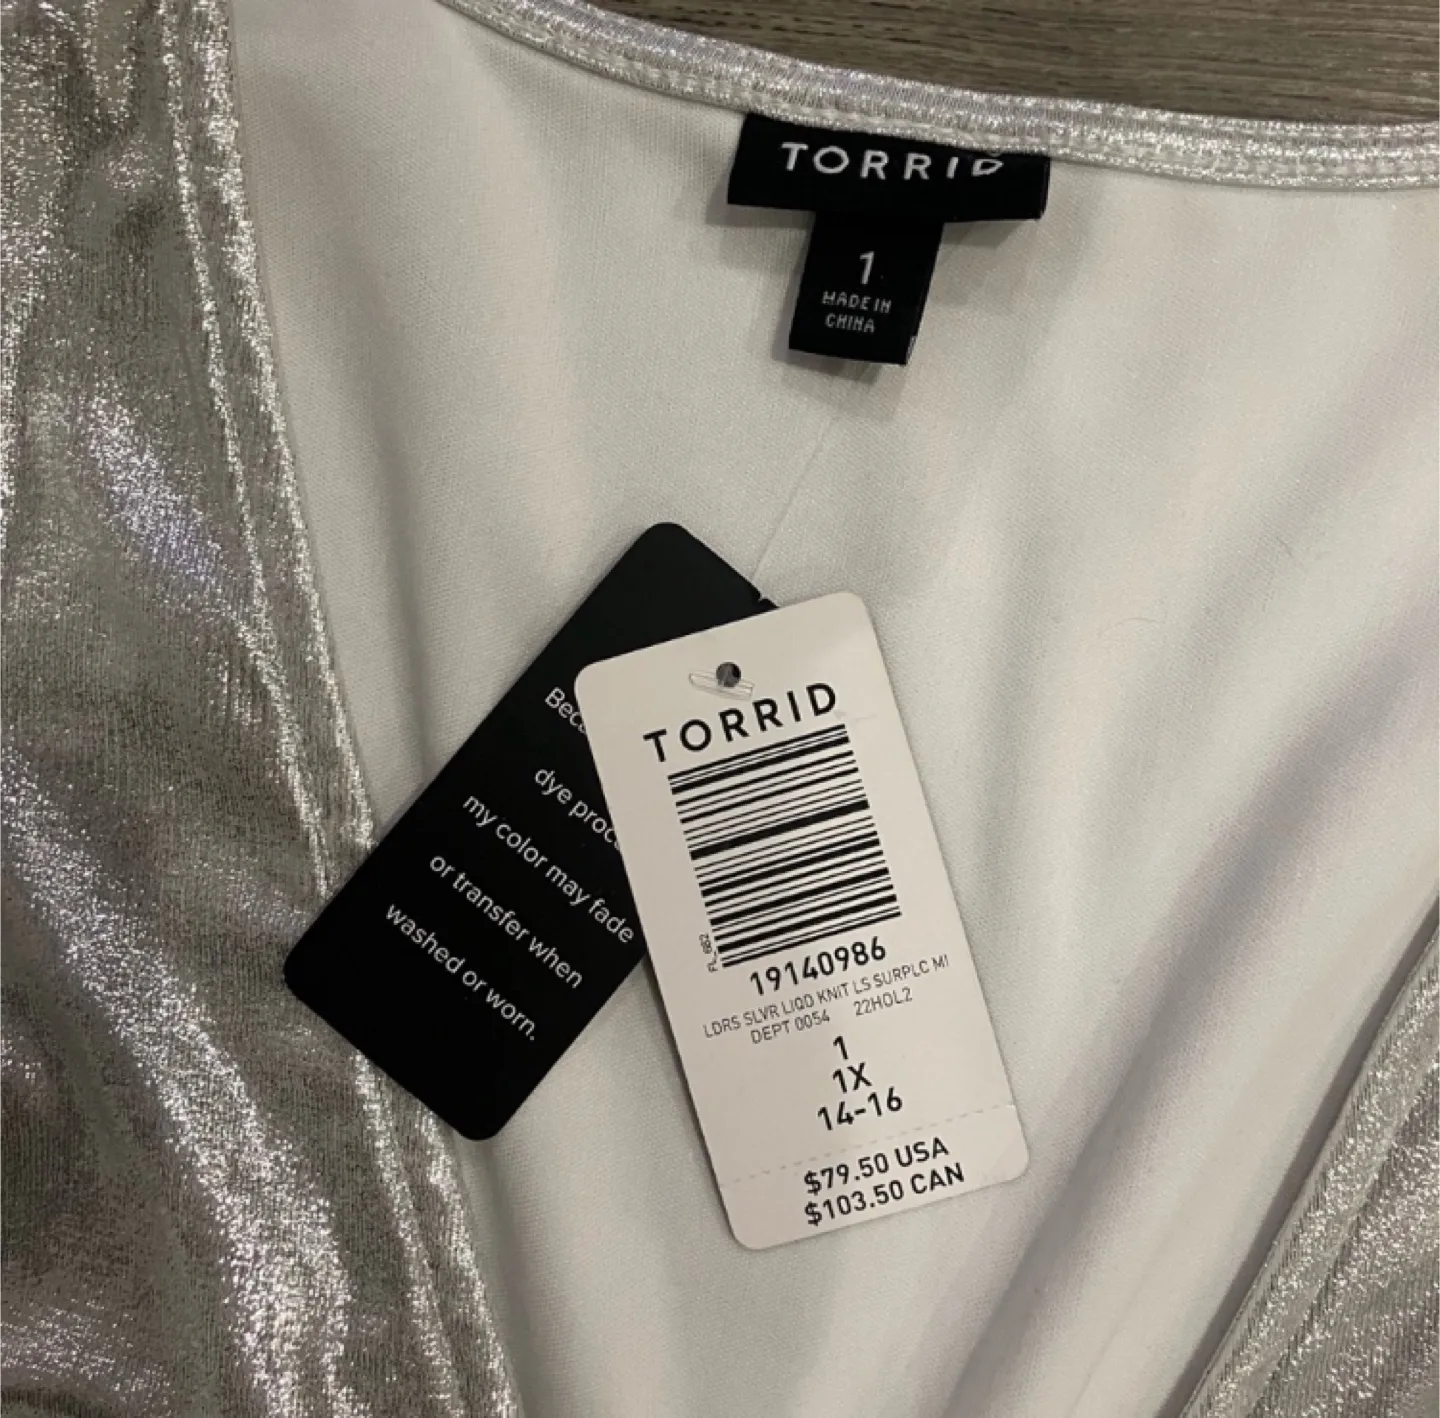 TORRID
1
MADE IN
CHINA
dye
my color may fade
or transfer when
washed or worn.
TORRID
19140986
LDRS SLVR LIQD KNIT LS SURPLC MI
DEPT 0054 22HOL2
1
1X
14-16
$79.50 USA
$103.50 CAN